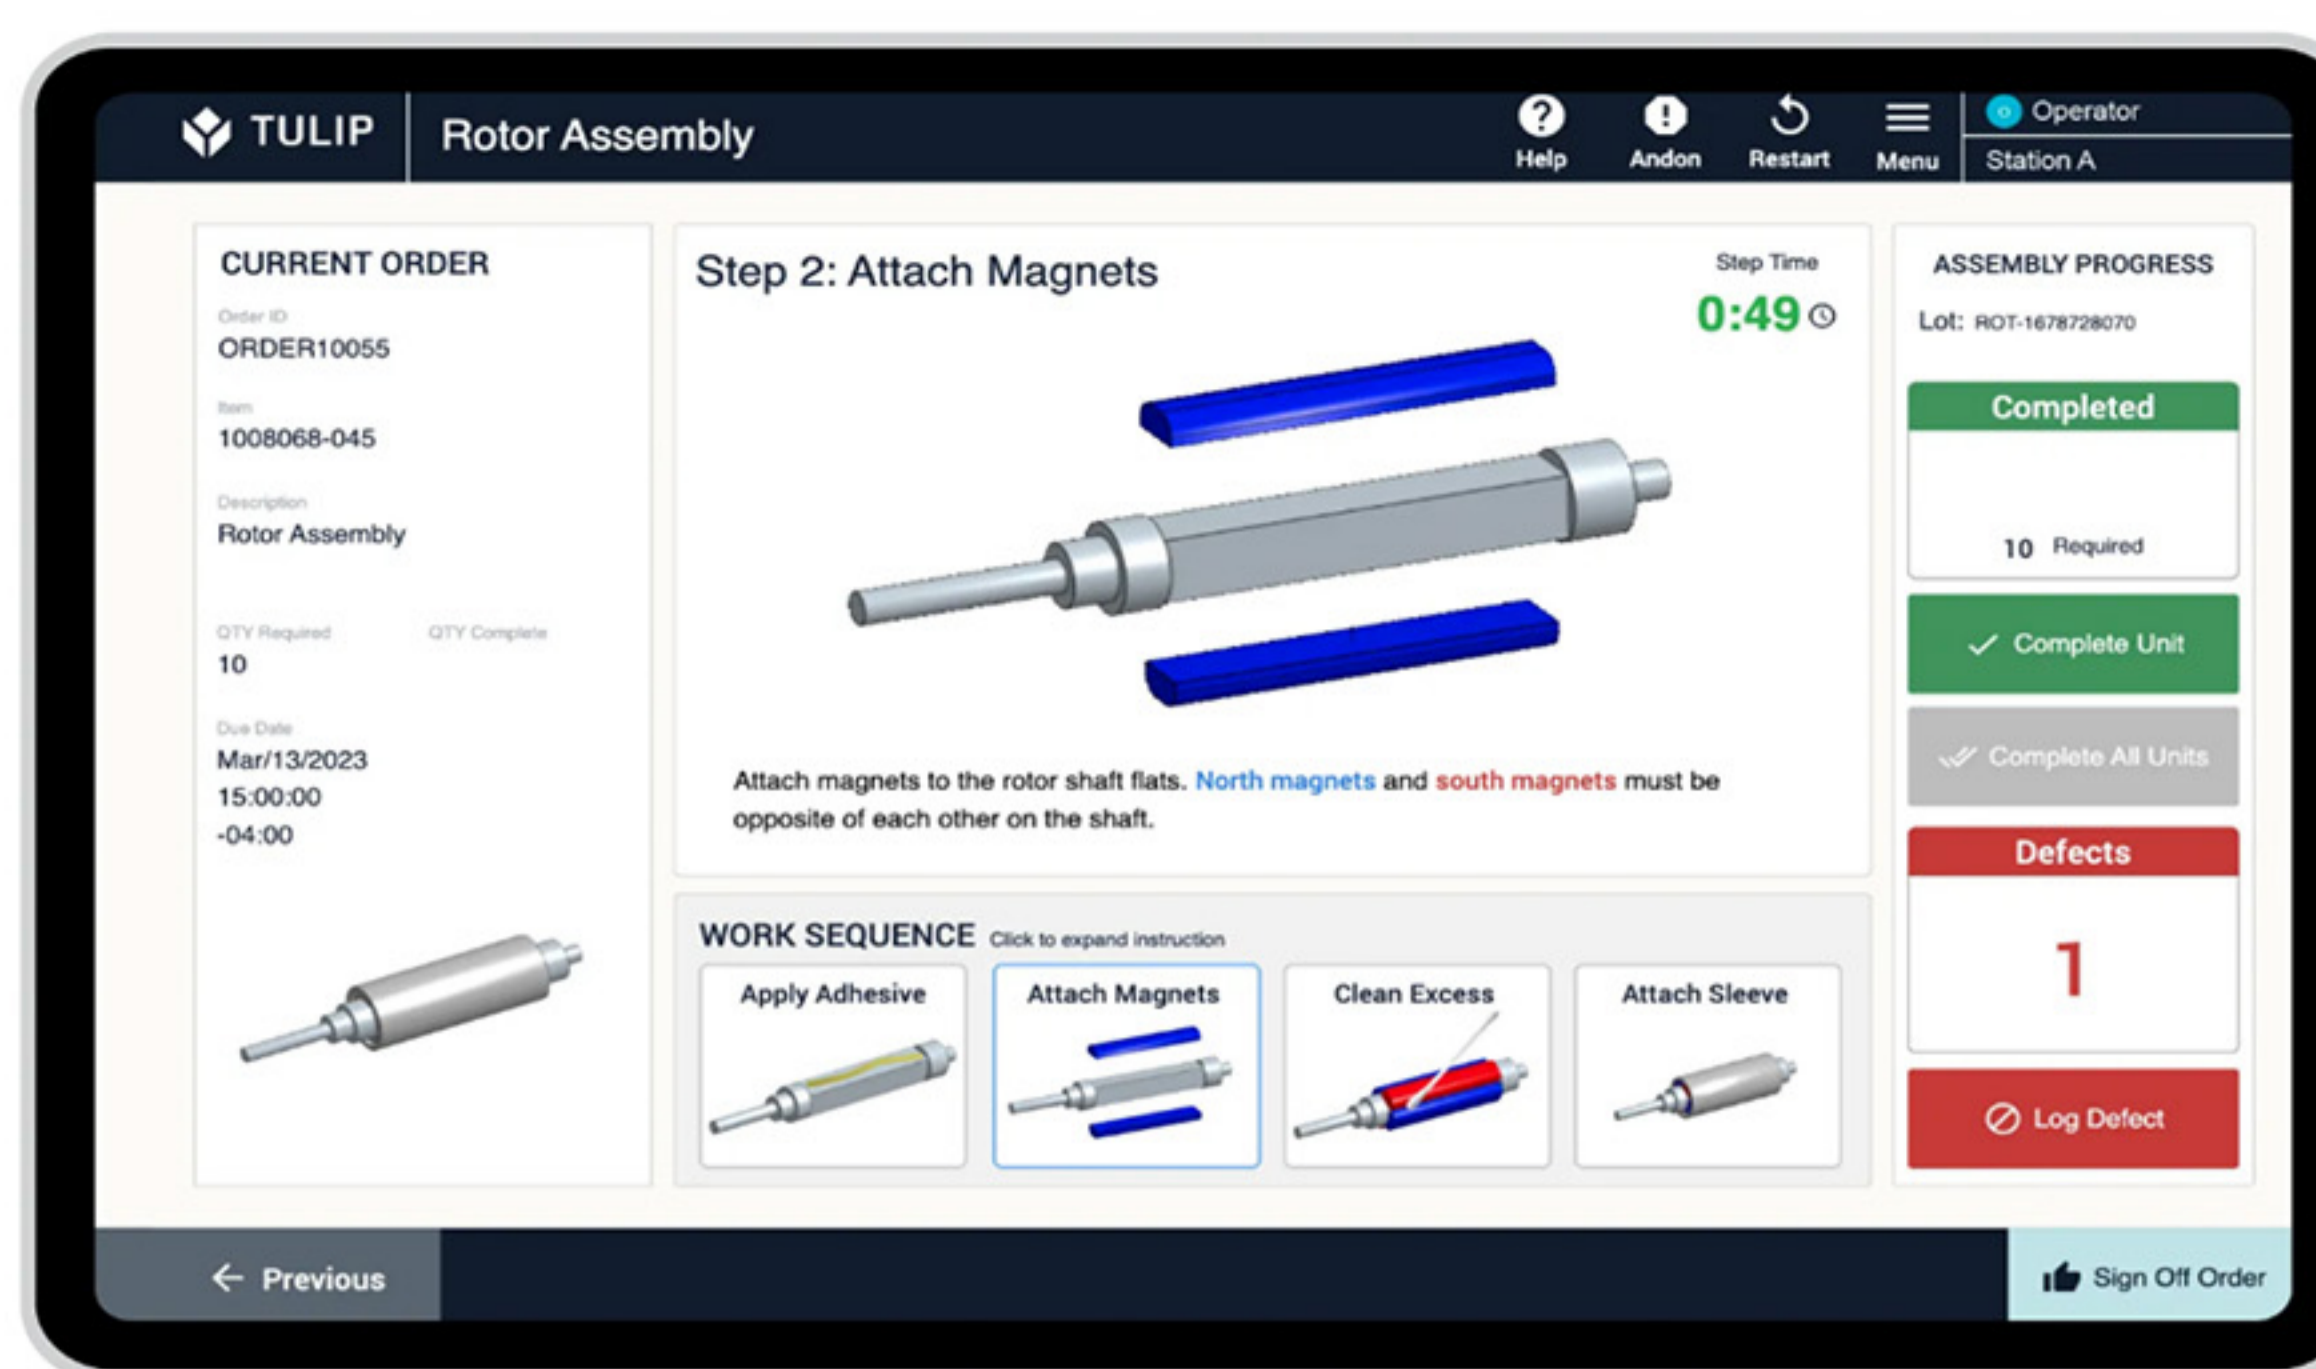 TULIP
Rotor Assembly
Help
Andon
Restart
Menu
Operator
Station A
CURRENT ORDER
Order ID
ORDER10055
Item
1008068-045
Description
Rotor Assembly
QTY Required
QTY Complete
10
Due Date
Mar/13/2023
15:00:00
-04:00
Step 2: Attach Magnets
Step Time
0:49
Attach magnets to the rotor shaft flats. North magnets and south magnets must be
opposite of each other on the shaft.
WORK SEQUENCE Click to expand instruction
Apply Adhesive
Attach Magnets
Clean Excess
Attach Sleeve
ASSEMBLY PROGRESS
Lot: ROT-1678728070
Completed
10 Required
Complete Unit
Complete All Units
Defects
1
Log Defect
Previous
Sign Off Order